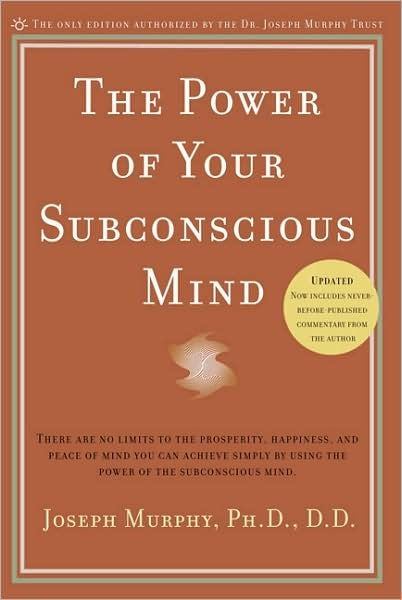 THE ONLY EDITION AUTHORIZED BY THE DR. JOSEPH MURPHY TRUST
THE POWER
OF YOUR
SUBCONSCIOUS
MIND
UPDATED
NOW INCLUDES NEVER-
BEFORE-PUBLISHED
COMMENTARY FROM
THE AUTHOR
THERE ARE NO LIMITS TO THE PROSPERITY, HAPPINESS, AND
PEACE OF MIND YOU CAN ACHIEVE SIMPLY BY USING THE
POWER OF THE SUBCONSCIOUS MIND.
JOSEPH MURPHY, PH.D., D.D.